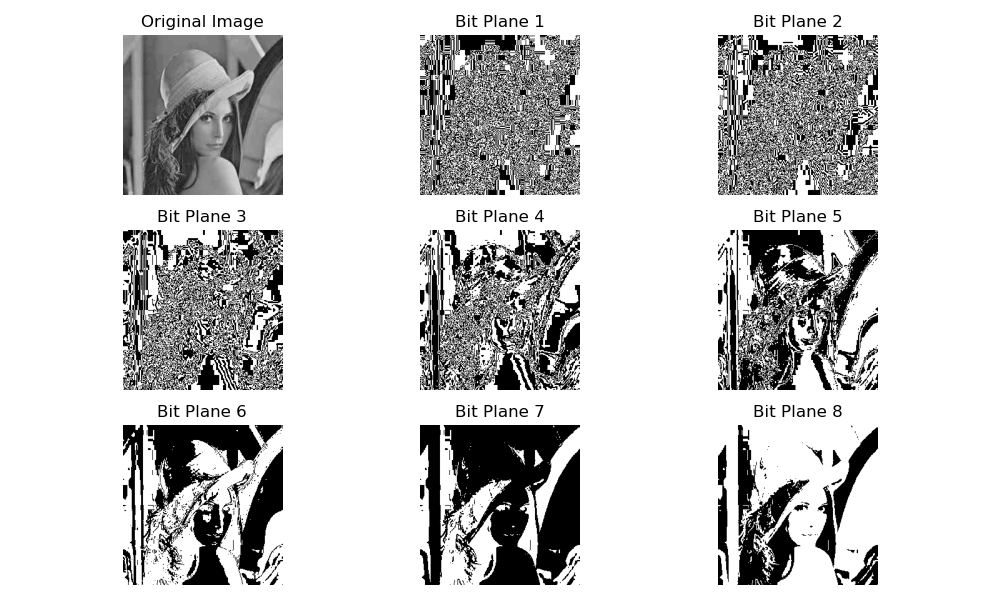 Original Image
Bit Plane 1
Bit Plane 2
Bit Plane 3
Bit Plane 4
Bit Plane 5
Bit Plane 6
Bit Plane 7
Bit Plane 8